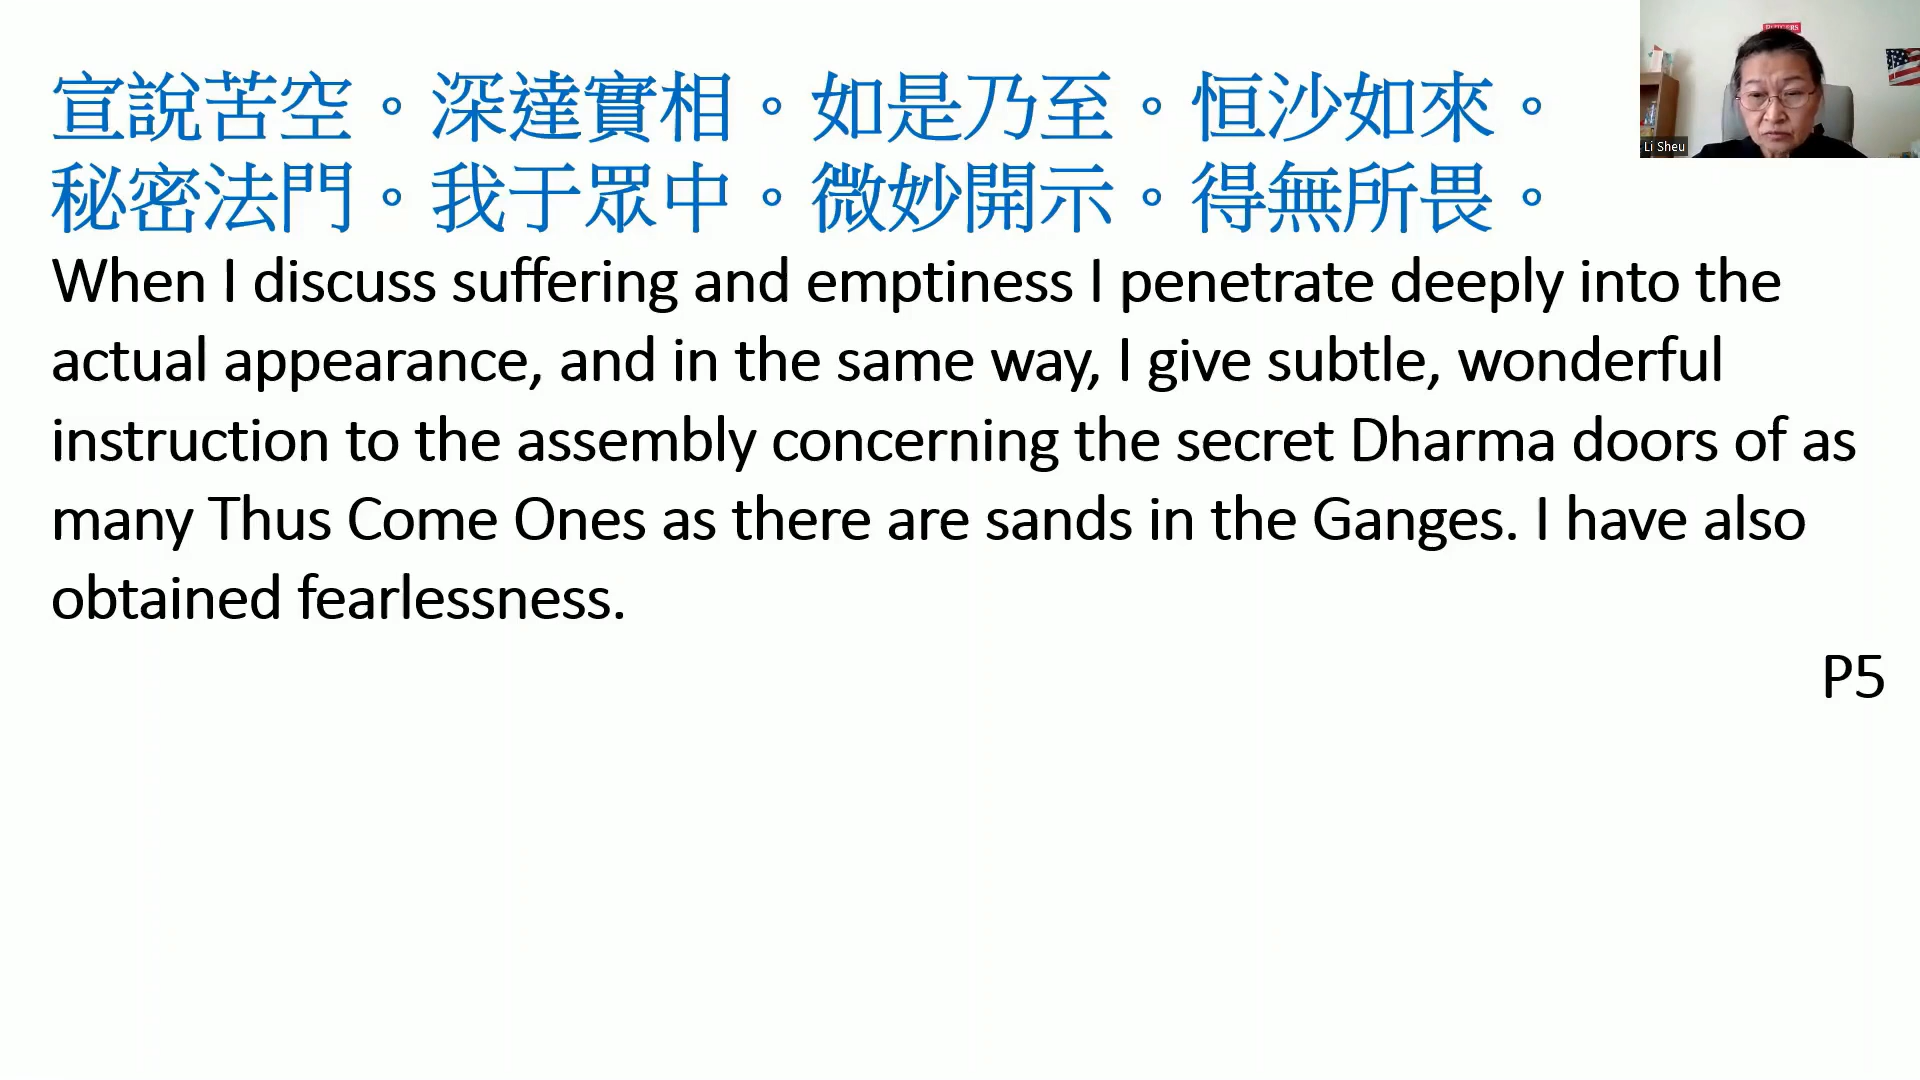 宣說苦空。深達實相。如是乃至。恒沙如來。
秘密法門。我于眾中。微妙開示。得無所畏。
When I discuss suffering and emptiness I penetrate deeply into the
actual appearance, and in the same way, I give subtle, wonderful
instruction to the assembly concerning the secret Dharma doors of as
many Thus Come Ones as there are sands in the Ganges. I have also
obtained fearlessness.
P5
RUTGERS
Li Sheu